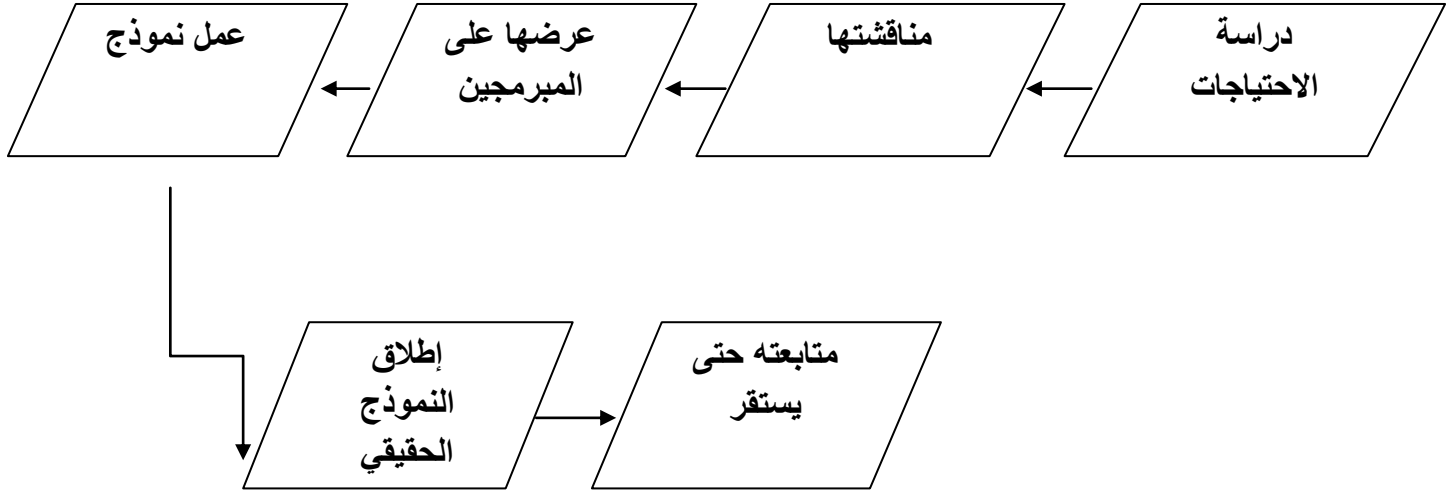 دراسة
الاحتياجات
مناقشتها
عرضها على
المبرمجين
عمل نموذج
إطلاق
النموذج
الحقيقي
متابعته حتى
يستقر